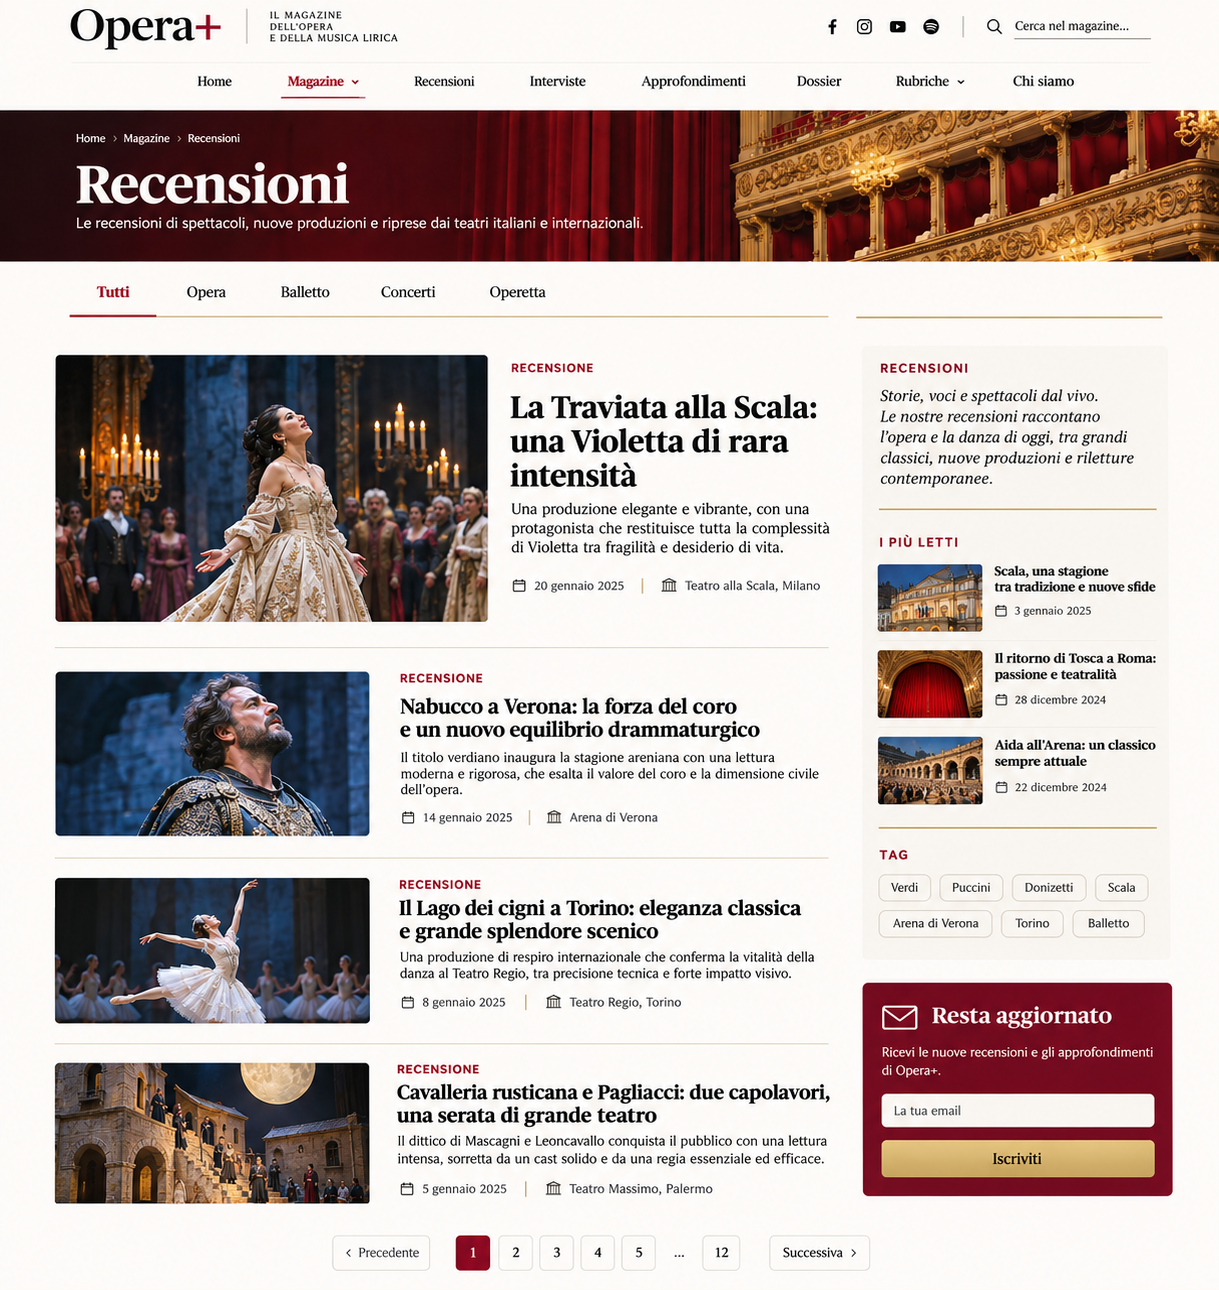 Opera+
IL MAGAZINE
DELL'OPERA
E DELLA MUSICA LIRICA
Cerca nel magazine...
Home
Magazine
Recensioni
Interviste
Approfondimenti
Dossier
Rubriche
Chi siamo
Home > Magazine > Recensioni
Recensioni
Le recensioni di spettacoli, nuove produzioni e riprese dai teatri italiani e internazionali.
Tutti
Opera
Balletto
Concerti
Operetta
RECENSIONE
La Traviata alla Scala:
una Violetta di rara
intensità
Una produzione elegante e vibrante, con una
protagonista che restituisce tutta la complessità
di Violetta tra fragilità e desiderio di vita.
20 gennaio 2025 | Teatro alla Scala, Milano
RECENSIONE
Nabucco a Verona: la forza del coro
e un nuovo equilibrio drammaturgico
Il titolo verdiano inaugura la stagione areniana con una lettura
moderna e rigorosa, che esalta il valore del coro e la dimensione civile
dell'opera.
14 gennaio 2025 | Arena di Verona
RECENSIONE
Il Lago dei cigni a Torino: eleganza classica
e grande splendore scenico
Una produzione di respiro internazionale che conferma la vitalità della
danza al Teatro Regio, tra precisione tecnica e forte impatto visivo.
8 gennaio 2025 | Teatro Regio, Torino
RECENSIONE
Cavalleria rusticana e Pagliacci: due capolavori,
una serata di grande teatro
Il dittico di Mascagni e Leoncavallo conquista il pubblico con una lettura
intensa, sorretta da un cast solido e da una regia essenziale ed efficace.
5 gennaio 2025 | Teatro Massimo, Palermo
RECENSIONI
Storie, voci e spettacoli dal vivo.
Le nostre recensioni raccontano
l'opera e la danza di oggi, tra grandi
classici, nuove produzioni e riletture
contemporanee.
I PIÙ LETTI
Scala, una stagione
tra tradizione e nuove sfide
3 gennaio 2025
Il ritorno di Tosca a Roma:
passione e teatralità
28 dicembre 2024
Aida all'Arena: un classico
sempre attuale
22 dicembre 2024
TAG
Verdi
Puccini
Donizetti
Scala
Arena di Verona
Torino
Balletto
Resta aggiornato
Ricevi le nuove recensioni e gli approfondimenti
di Opera+.
La tua email
Iscriviti
< Precedente
1
2
3
4
5
...
12
Successiva >